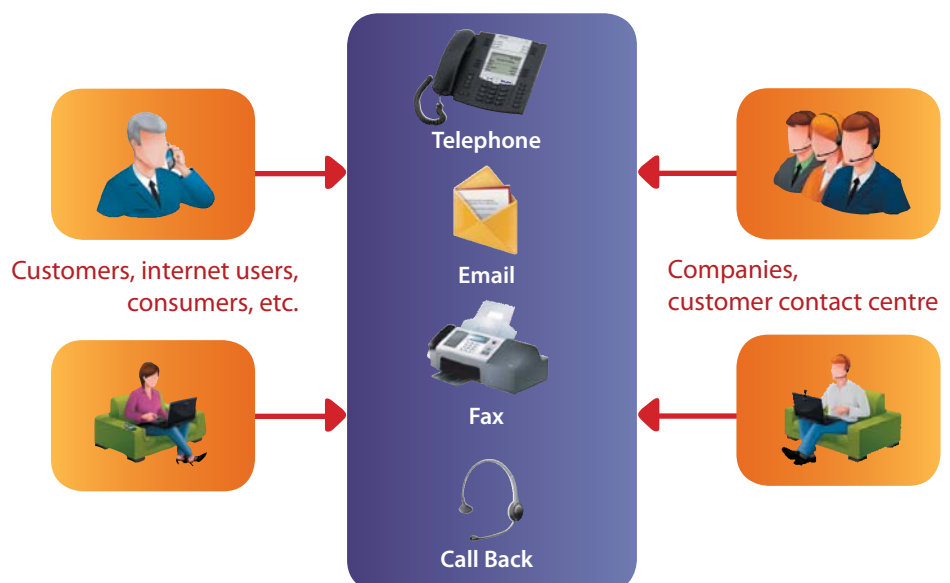 Telephone
Email
Fax
Call Back
Customers, internet users,
consumers, etc.
Companies,
customer contact centre